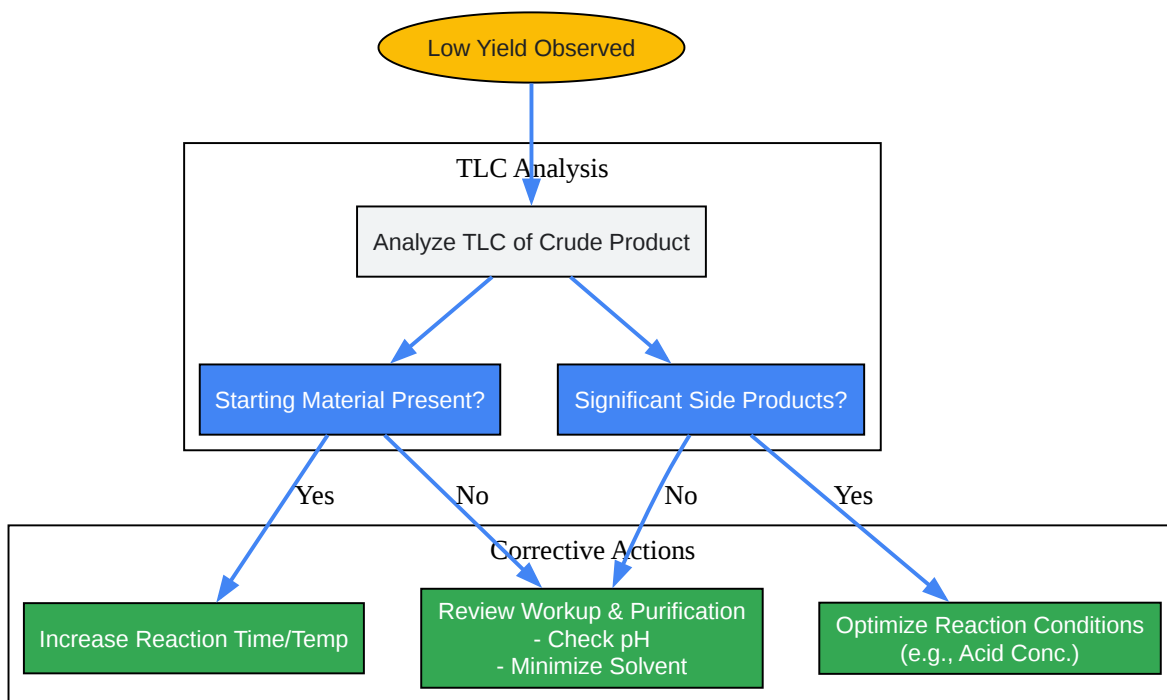 Low Yield Observed
TLC Analysis
Analyze TLC of Crude Product
Starting Material Present?
Significant Side Products?
Yes
No
No
Yes
Corrective Actions
Increase Reaction Time/Temp
Review Workup & Purification
- Check pH
- Minimize Solvent
Optimize Reaction Conditions
(e.g., Acid Conc.)